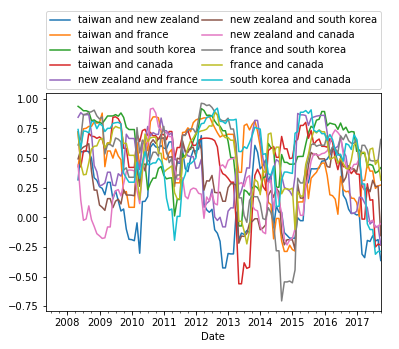 taiwan and new zealand
taiwan and france
taiwan and south korea
taiwan and canada
new zealand and france
new zealand and south korea
new zealand and canada
france and south korea
france and canada
south korea and canada
1.00
0.75
0.50
0.25
0.00
−0.25
−0.50
−0.75
2008 2009 2010 2011 2012 2013 2014 2015 2016 2017
Date